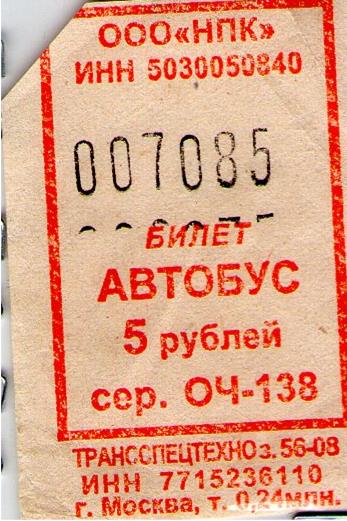 ООО«НПК»
ИНН 5030050840
007085
БИЛЕТ
АВТОБУС
5 рублей
сер. ОЧ-138
ТРАНССПЕЦТЕХНО з. 56-08
ИНН 7715236110
г. Москва, т. 0,24млн.